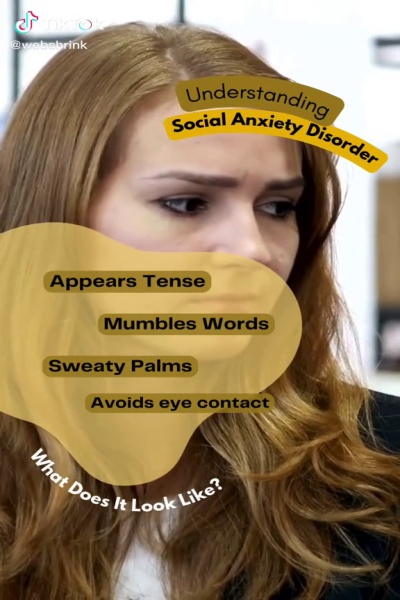 TikTok
@webshrink
Understanding
Social Anxiety Disorder
Appears Tense
Mumbles Words
Sweaty Palms
Avoids eye contact
What Does It Look Like?